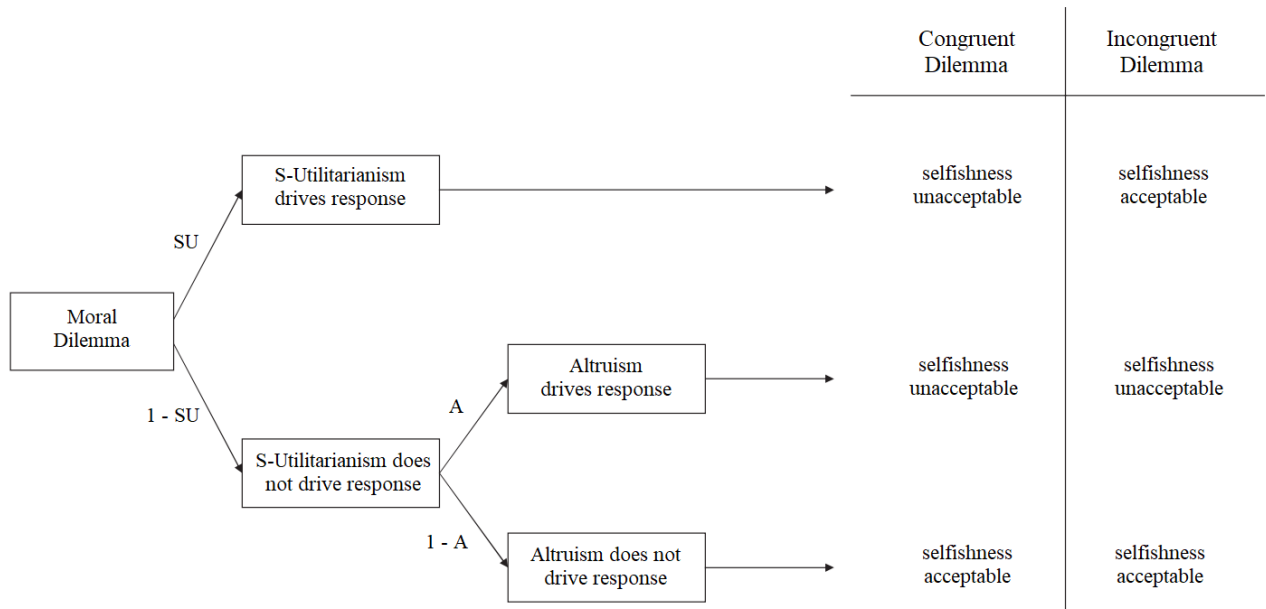 Congruent
Dilemma
Incongruent
Dilemma
S-Utilitarianism
drives response
selfishness
unacceptable
selfishness
acceptable
SU
Moral
Dilemma
Altruism
drives response
selfishness
unacceptable
selfishness
unacceptable
1 - SU
A
S-Utilitarianism does
not drive response
1 - A
Altruism does not
drive response
selfishness
acceptable
selfishness
acceptable